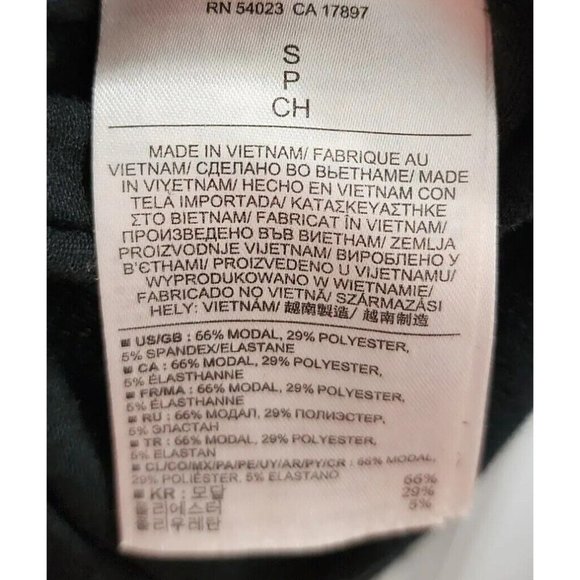 RN 54023 CA 17897
S
P
CH
MADE IN VIETNAM/ FABRIQUE AU
VIETNAM/ СДЕЛАНО ВО ВЬЕТНАМЕ/ MADE
IN VIYETNAM/ HECHO EN VIETNAM CON
TELA IMPORTADA/ ΚΑΤΑΣΚΕΥΑΣΤΗΚΕ
ΣΤΟ ΒΙΕΤΝΑΜ/ FABRICAT ÎN VIETNAM/
ПРОИЗВЕДЕНО ВЪВ ВИЕТНАМ/ ZEMLJA
PROIZVODNJE VIJETNAM/ ВИРОБЛЕНО У
В'ЄТНАМІ/ PROIZVEDENO U VIJETNAMU/
WYPRODUKOWANO W WIETNAMIE/
FABRICADO NO VIETNÃ/ SZÁRMAZÁSI
HELY: VIETNÁM/ 越南製造/ 越南制造
US/GB : 66% MODAL, 29% POLYESTER,
5% SPANDEX/ELASTANE
CA : 66% MODAL, 29% POLYESTER,
5% ÉLASTHANNE
FR/MA : 66% MODAL, 29% POLYESTER,
5% ÉLASTHANNE
RU : 66% МОДАЛ, 29% ПОЛИЭСТЕР,
5% ЭЛАСТАН
TR : 66% MODAL, 29% POLYESTER,
5% ELASTAN
CL/CO/MX/PA/PE/UY/AR/PY/CR : 66% MODAL,
29% POLIÉSTER, 5% ELASTANO
KR : 모달 66%
폴리에스터 29%
폴리우레탄 5%